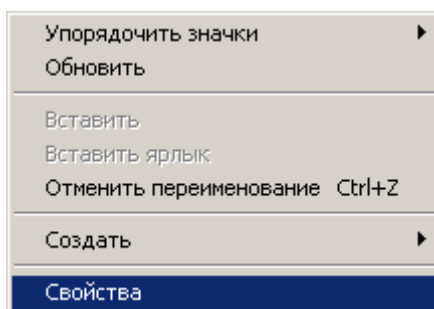 Упорядочить значки
Обновить
Вставить
Вставить ярлык
Отменить переименование Ctrl+Z
Создать
Свойства